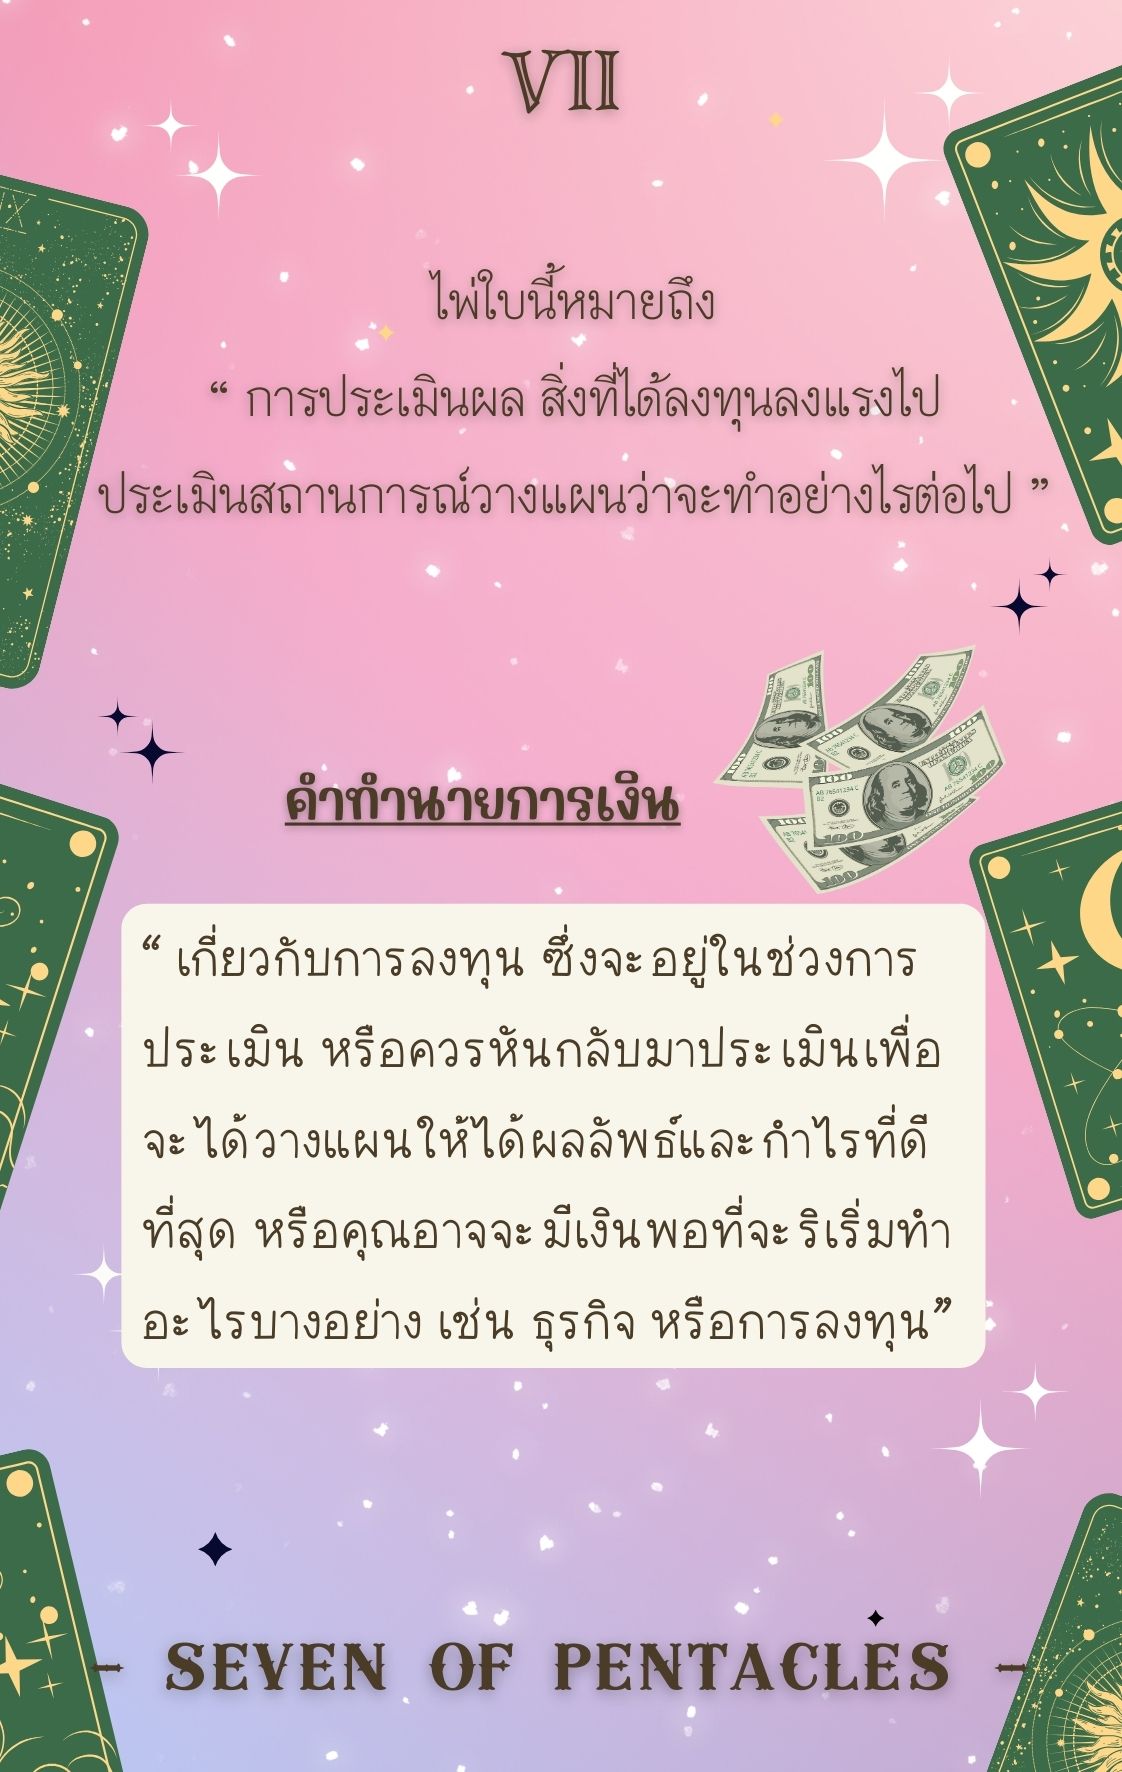 VII
ไพ่ใบนี้หมายถึง
“ การประเมินผล สิ่งที่ได้ลงทุนลงแรงไป
ประเมินสถานการณ์วางแผนว่าจะทำอย่างไรต่อไป ”
คำทำนายการเงิน
“ เกี่ยวกับการลงทุน ซึ่งจะอยู่ในช่วงการ
ประเมิน หรือควรหันกลับมาประเมินเพื่อ
จะได้วางแผนให้ได้ผลลัพธ์และกำไรที่ดี
ที่สุด หรือคุณอาจจะมีเงินพอที่จะริเริ่มทำ
อะไรบางอย่าง เช่น ธุรกิจ หรือการลงทุน”
- SEVEN OF PENTACLES -